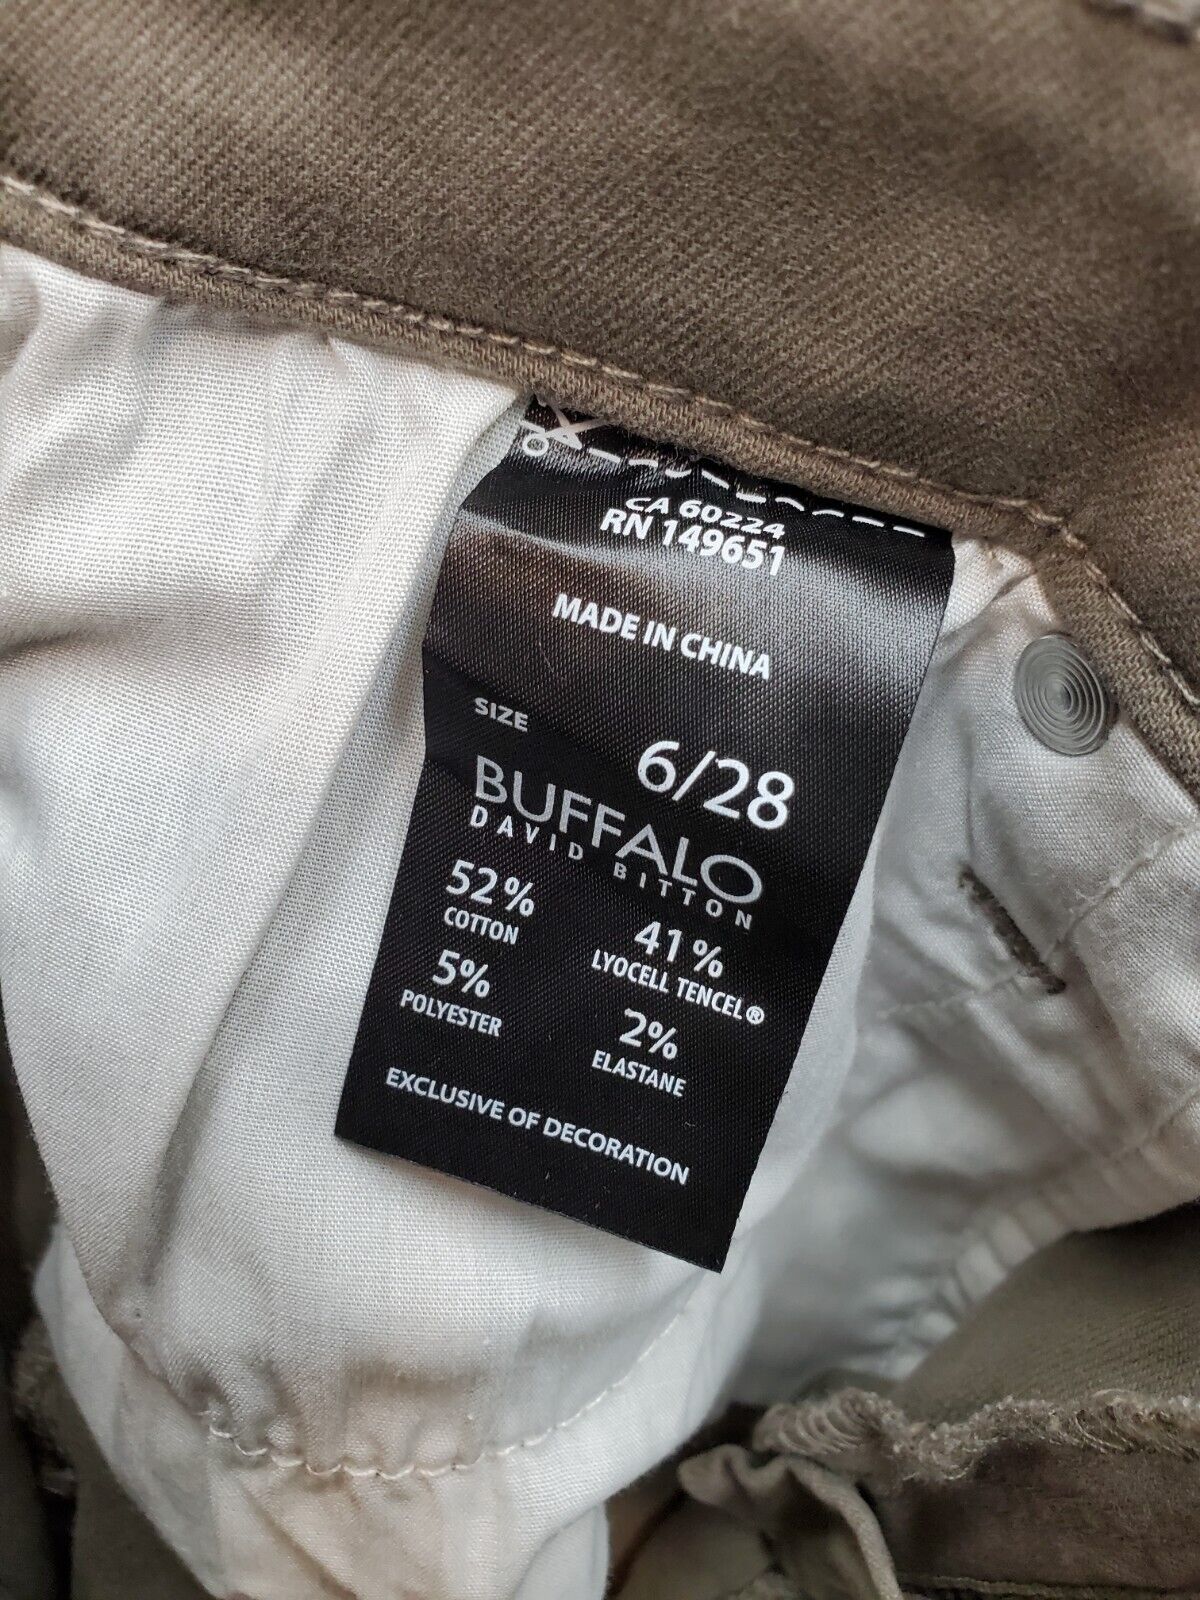 CA 60224
RN 149651
MADE IN CHINA
SIZE
6/28
BUFFALO
DAVID BITTON
52%
COTTON
41%
LYOCELL TENCEL®
5%
POLYESTER
2%
ELASTANE
EXCLUSIVE OF DECORATION